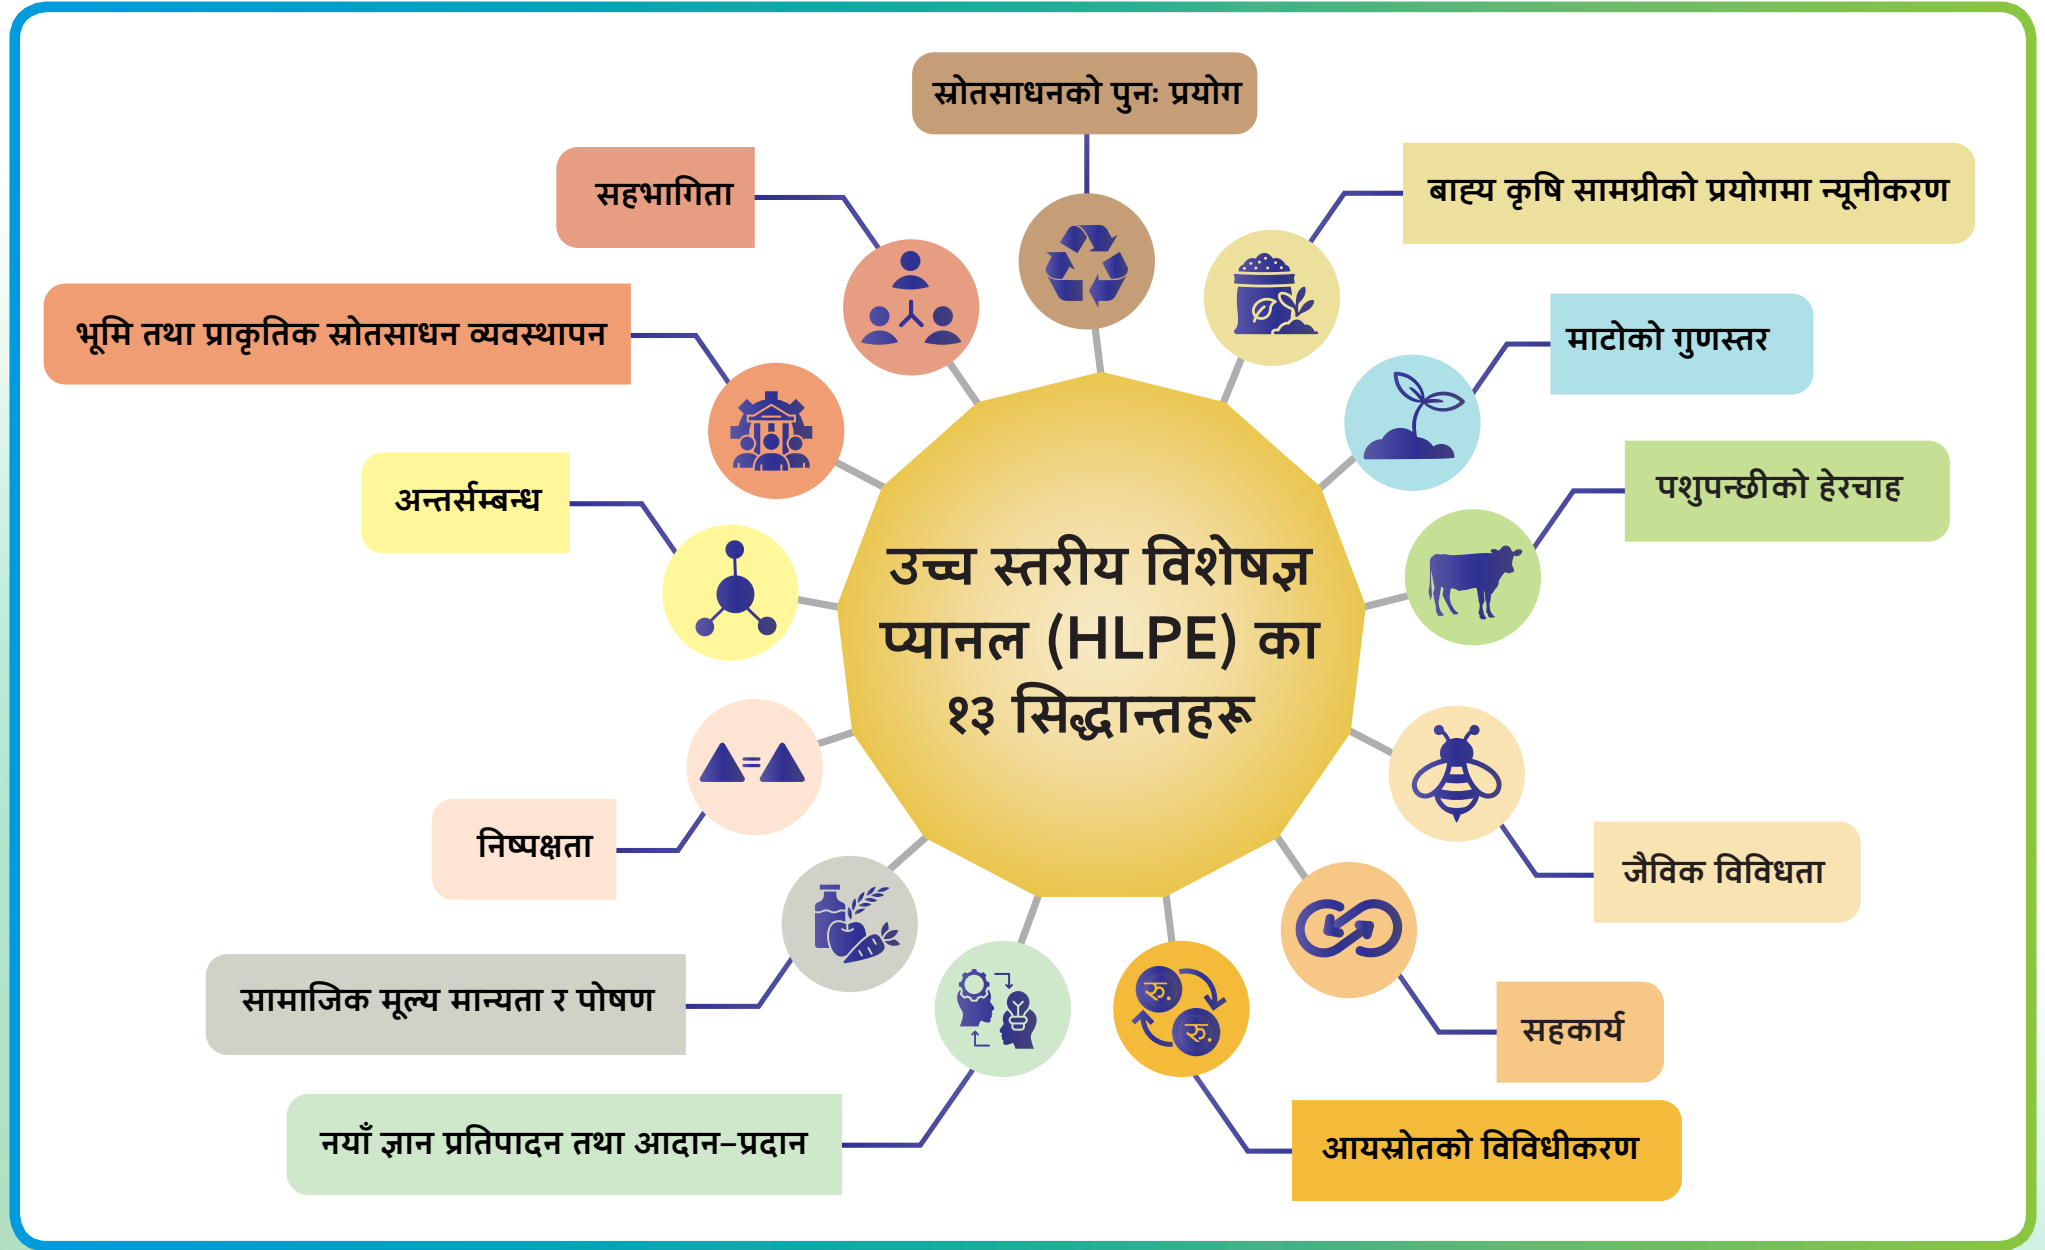 स्रोतसाधनको पुनः प्रयोग
बाह्य कृषि सामग्रीको प्रयोगमा न्यूनीकरण
माटोको गुणस्तर
पशुपन्छीको हेरचाह
जैविक विविधता
सहकार्य
आयस्रोतको विविधीकरण
नयाँ ज्ञान प्रतिपादन तथा आदान–प्रदान
सामाजिक मूल्य मान्यता र पोषण
निष्पक्षता
अन्तर्सम्बन्ध
भूमि तथा प्राकृतिक स्रोतसाधन व्यवस्थापन
सहभागिता
उच्च स्तरीय विशेषज्ञ
प्यानल (HLPE) का
१३ सिद्धान्तहरू
रु.
रु.